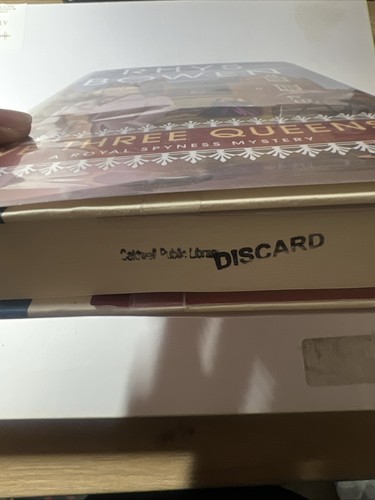 RHYS
BOWEN
THREE QUEENS
A ROYAL SPYNESS MYSTERY
Caldwell Public Library
DISCARD